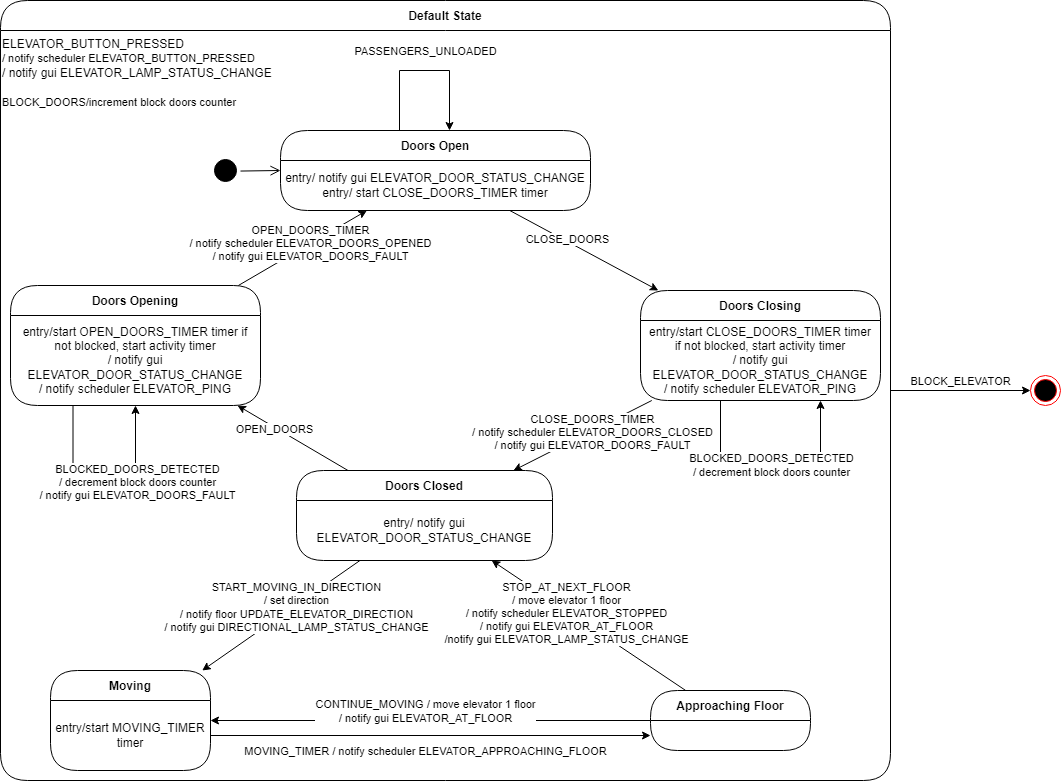 Default State
ELEVATOR_BUTTON_PRESSED
/ notify scheduler ELEVATOR_BUTTON_PRESSED
/ notify gui ELEVATOR_LAMP_STATUS_CHANGE
BLOCK_DOORS/increment block doors counter
PASSENGERS_UNLOADED
Doors Open
entry/ notify gui ELEVATOR_DOOR_STATUS_CHANGE
entry/ start CLOSE_DOORS_TIMER timer
OPEN_DOORS_TIMER
/ notify scheduler ELEVATOR_DOORS_OPENED
/ notify gui ELEVATOR_DOORS_FAULT
CLOSE_DOORS
Doors Opening
entry/start OPEN_DOORS_TIMER timer if
not blocked, start activity timer
/ notify gui
ELEVATOR_DOOR_STATUS_CHANGE
/ notify scheduler ELEVATOR_PING
Doors Closing
entry/start CLOSE_DOORS_TIMER timer
if not blocked, start activity timer
/ notify gui
ELEVATOR_DOOR_STATUS_CHANGE
/ notify scheduler ELEVATOR_PING
BLOCK_ELEVATOR
OPEN_DOORS
CLOSE_DOORS_TIMER
/ notify scheduler ELEVATOR_DOORS_CLOSED
/ notify gui ELEVATOR_DOORS_FAULT
BLOCKED_DOORS_DETECTED
/ decrement block doors counter
BLOCKED_DOORS_DETECTED
/ decrement block doors counter
/ notify gui ELEVATOR_DOORS_FAULT
Doors Closed
entry/ notify gui
ELEVATOR_DOOR_STATUS_CHANGE
START_MOVING_IN_DIRECTION
/ set direction
/ notify floor UPDATE_ELEVATOR_DIRECTION
/ notify gui DIRECTIONAL_LAMP_STATUS_CHANGE
STOP_AT_NEXT_FLOOR
/ move elevator 1 floor
/ notify scheduler ELEVATOR_STOPPED
/ notify gui ELEVATOR_AT_FLOOR
/notify gui ELEVATOR_LAMP_STATUS_CHANGE
Moving
entry/start MOVING_TIMER
timer
CONTINUE_MOVING / move elevator 1 floor
/ notify gui ELEVATOR_AT_FLOOR
Approaching Floor
MOVING_TIMER / notify scheduler ELEVATOR_APPROACHING_FLOOR